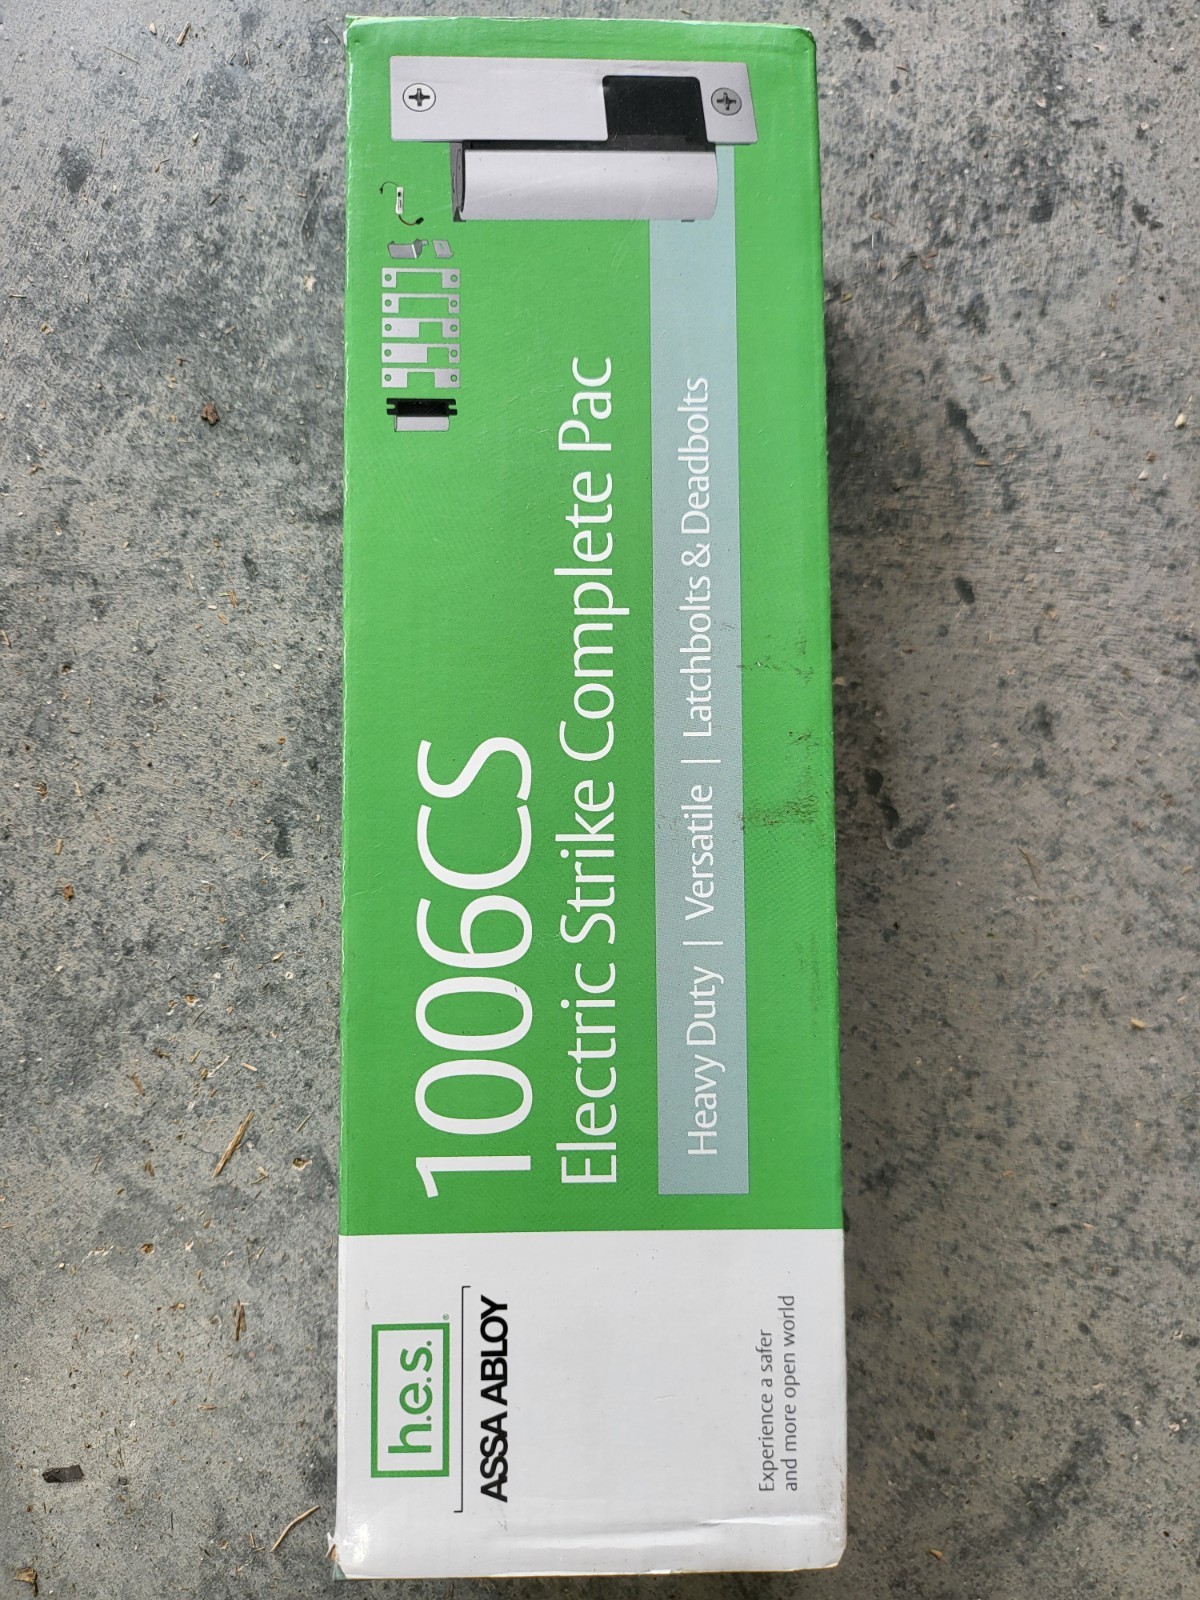 h.e.s.®
ASSA ABLOY
Experience a safer
and more open world
1006CS
Electric Strike Complete Pac
Heavy Duty | Versatile | Latchbolts & Deadbolts